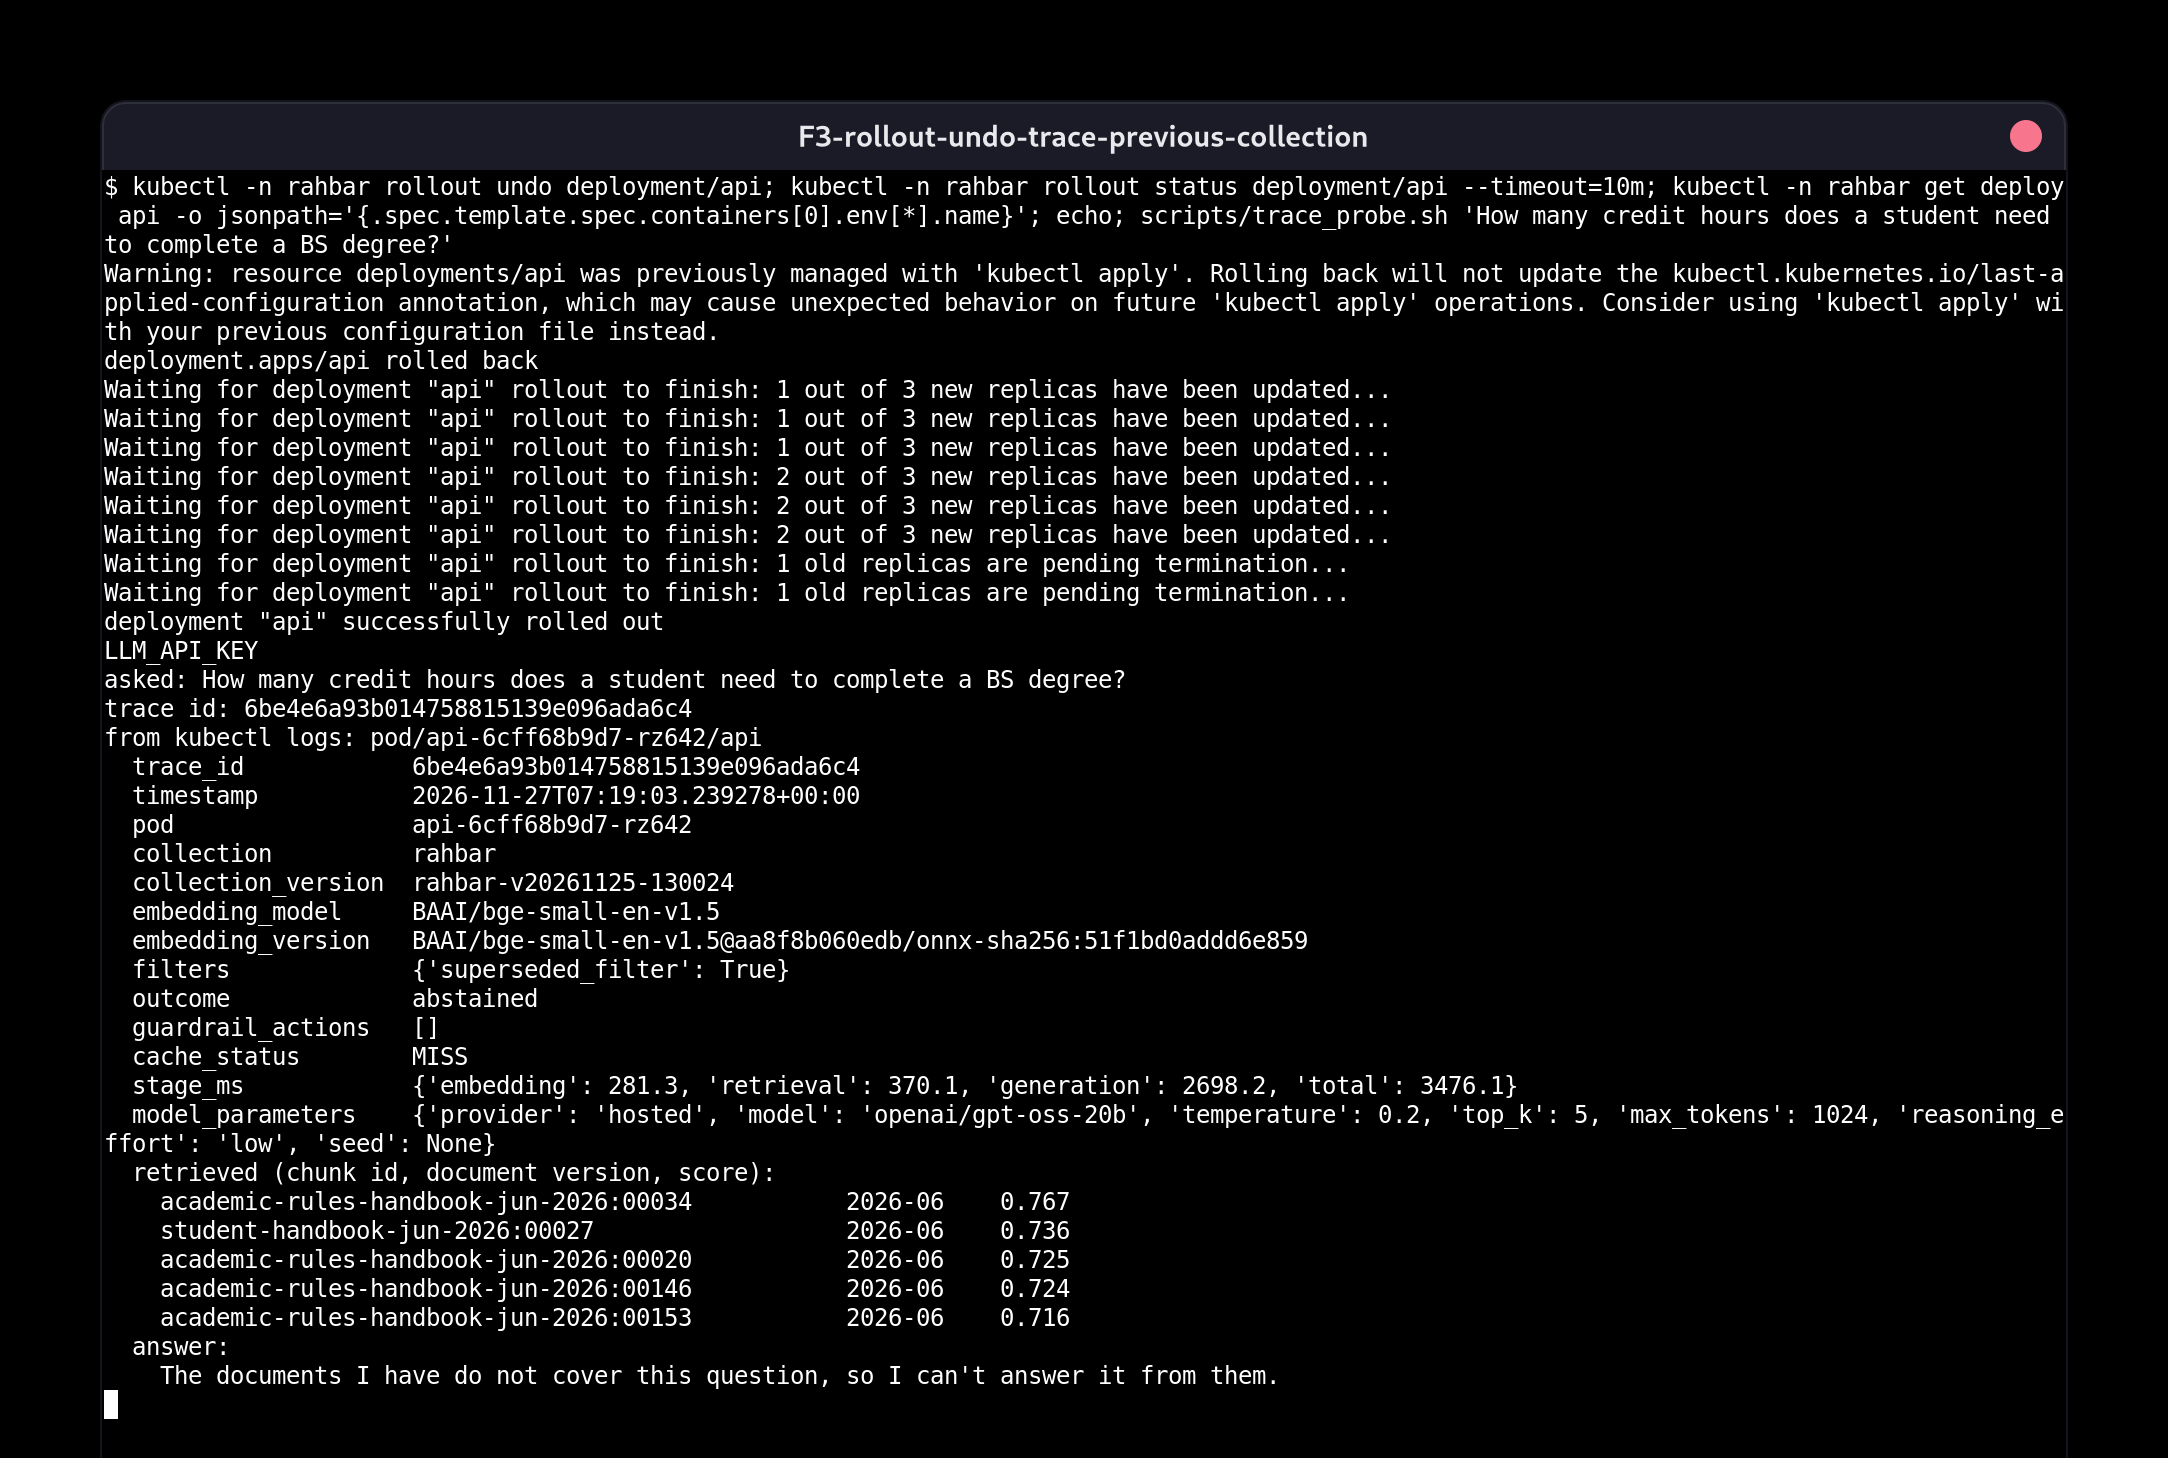 F3-rollout-undo-trace-previous-collection
$ kubectl -n rahbar rollout undo deployment/api; kubectl -n rahbar rollout status deployment/api --timeout=10m; kubectl -n rahbar get deploy
 api -o jsonpath='{.spec.template.spec.containers[0].env[*].name}'; echo; scripts/trace_probe.sh 'How many credit hours does a student need 
to complete a BS degree?'
Warning: resource deployments/api was previously managed with 'kubectl apply'. Rolling back will not update the kubectl.kubernetes.io/last-a
pplied-configuration annotation, which may cause unexpected behavior on future 'kubectl apply' operations. Consider using 'kubectl apply' wi
th your previous configuration file instead.
deployment.apps/api rolled back
Waiting for deployment "api" rollout to finish: 1 out of 3 new replicas have been updated...
Waiting for deployment "api" rollout to finish: 1 out of 3 new replicas have been updated...
Waiting for deployment "api" rollout to finish: 1 out of 3 new replicas have been updated...
Waiting for deployment "api" rollout to finish: 2 out of 3 new replicas have been updated...
Waiting for deployment "api" rollout to finish: 2 out of 3 new replicas have been updated...
Waiting for deployment "api" rollout to finish: 2 out of 3 new replicas have been updated...
Waiting for deployment "api" rollout to finish: 1 old replicas are pending termination...
Waiting for deployment "api" rollout to finish: 1 old replicas are pending termination...
deployment "api" successfully rolled out
LLM_API_KEY
asked: How many credit hours does a student need to complete a BS degree?
trace id: 6be4e6a93b014758815139e096ada6c4
from kubectl logs: pod/api-6cff68b9d7-rz642/api
  trace_id            6be4e6a93b014758815139e096ada6c4
  timestamp           2026-11-27T07:19:03.239278+00:00
  pod                 api-6cff68b9d7-rz642
  collection          rahbar
  collection_version  rahbar-v20261125-130024
  embedding_model     BAAI/bge-small-en-v1.5
  embedding_version   BAAI/bge-small-en-v1.5@aa8f8b060edb/onnx-sha256:51f1bd0addd6e859
  filters             {'superseded_filter': True}
  outcome             abstained
  guardrail_actions   []
  cache_status        MISS
  stage_ms            {'embedding': 281.3, 'retrieval': 370.1, 'generation': 2698.2, 'total': 3476.1}
  model_parameters    {'provider': 'hosted', 'model': 'openai/gpt-oss-20b', 'temperature': 0.2, 'top_k': 5, 'max_tokens': 1024, 'reasoning_e
ffort': 'low', 'seed': None}
  retrieved (chunk id, document version, score):
    academic-rules-handbook-jun-2026:00034           2026-06    0.767
    student-handbook-jun-2026:00027                  2026-06    0.736
    academic-rules-handbook-jun-2026:00020           2026-06    0.725
    academic-rules-handbook-jun-2026:00146           2026-06    0.724
    academic-rules-handbook-jun-2026:00153           2026-06    0.716
  answer:
    The documents I have do not cover this question, so I can't answer it from them.